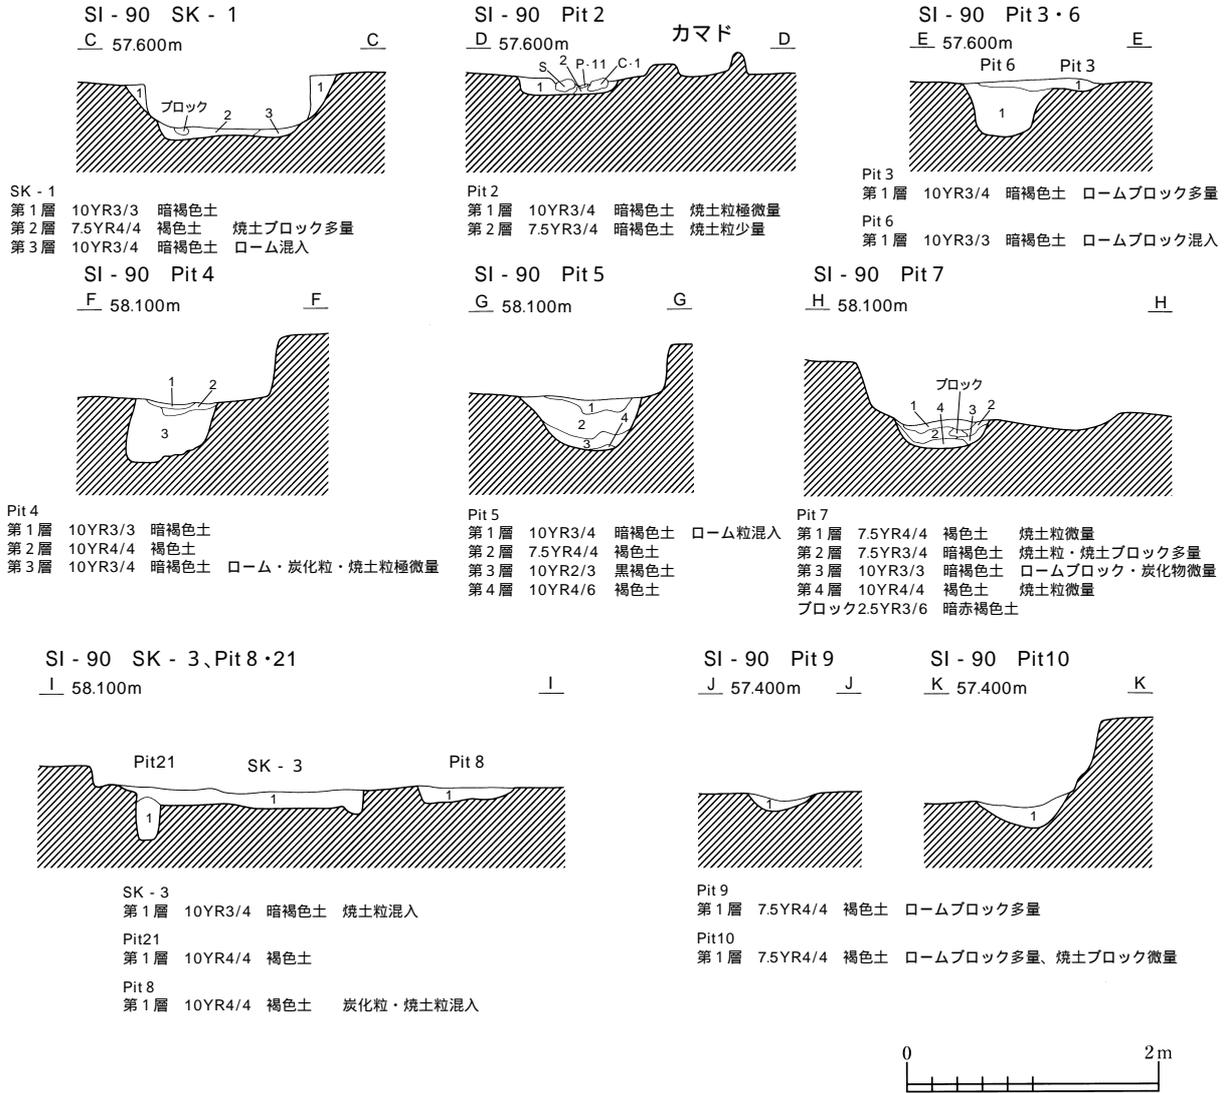 SI - 90 SK - 1
C 57.600m C
1 ブロック 2 3 1
SK - 1
第1層 10YR3/3 暗褐色土
第2層 7.5YR4/4 褐色土 焼土ブロック多量
第3層 10YR3/4 暗褐色土 ローム混入
SI - 90 Pit 2
カマド
D 57.600m D
S 2 P・11 C・1
1
Pit 2
第1層 10YR3/4 暗褐色土 焼土粒極微量
第2層 7.5YR3/4 暗褐色土 焼土粒少量
SI - 90 Pit 3・6
E 57.600m E
Pit 6 Pit 3
1
1
Pit 3
第1層 10YR3/4 暗褐色土 ロームブロック多量
Pit 6
第1層 10YR3/3 暗褐色土 ロームブロック混入
SI - 90 Pit 4
F 58.100m F
1 2
3
Pit 4
第1層 10YR3/3 暗褐色土
第2層 10YR4/4 褐色土
第3層 10YR3/4 暗褐色土 ローム・炭化粒・焼土粒極微量
SI - 90 Pit 5
G 58.100m G
1
4
2
3
Pit 5
第1層 10YR3/4 暗褐色土 ローム粒混入
第2層 7.5YR4/4 褐色土
第3層 10YR2/3 黒褐色土
第4層 10YR4/6 褐色土
SI - 90 Pit 7
H 58.100m H
ブロック
1 4 3 2
2
Pit 7
第1層 7.5YR4/4 褐色土 焼土粒微量
第2層 7.5YR3/4 暗褐色土 焼土粒・焼土ブロック多量
第3層 10YR3/3 暗褐色土 ロームブロック・炭化物微量
第4層 10YR4/4 褐色土 焼土粒微量
ブロック2.5YR3/6 暗赤褐色土
SI - 90 SK - 3、Pit 8・21
I 58.100m I
Pit21 SK - 3 Pit 8
1 1
1
SK - 3
第1層 10YR3/4 暗褐色土 焼土粒混入
Pit21
第1層 10YR4/4 褐色土
Pit 8
第1層 10YR4/4 褐色土 炭化粒・焼土粒混入
SI - 90 Pit 9
J 57.400m J
1
Pit 9
第1層 7.5YR4/4 褐色土 ロームブロック多量
SI - 90 Pit10
K 57.400m K
1
Pit10
第1層 7.5YR4/4 褐色土 ロームブロック多量、焼土ブロック微量
0 2m